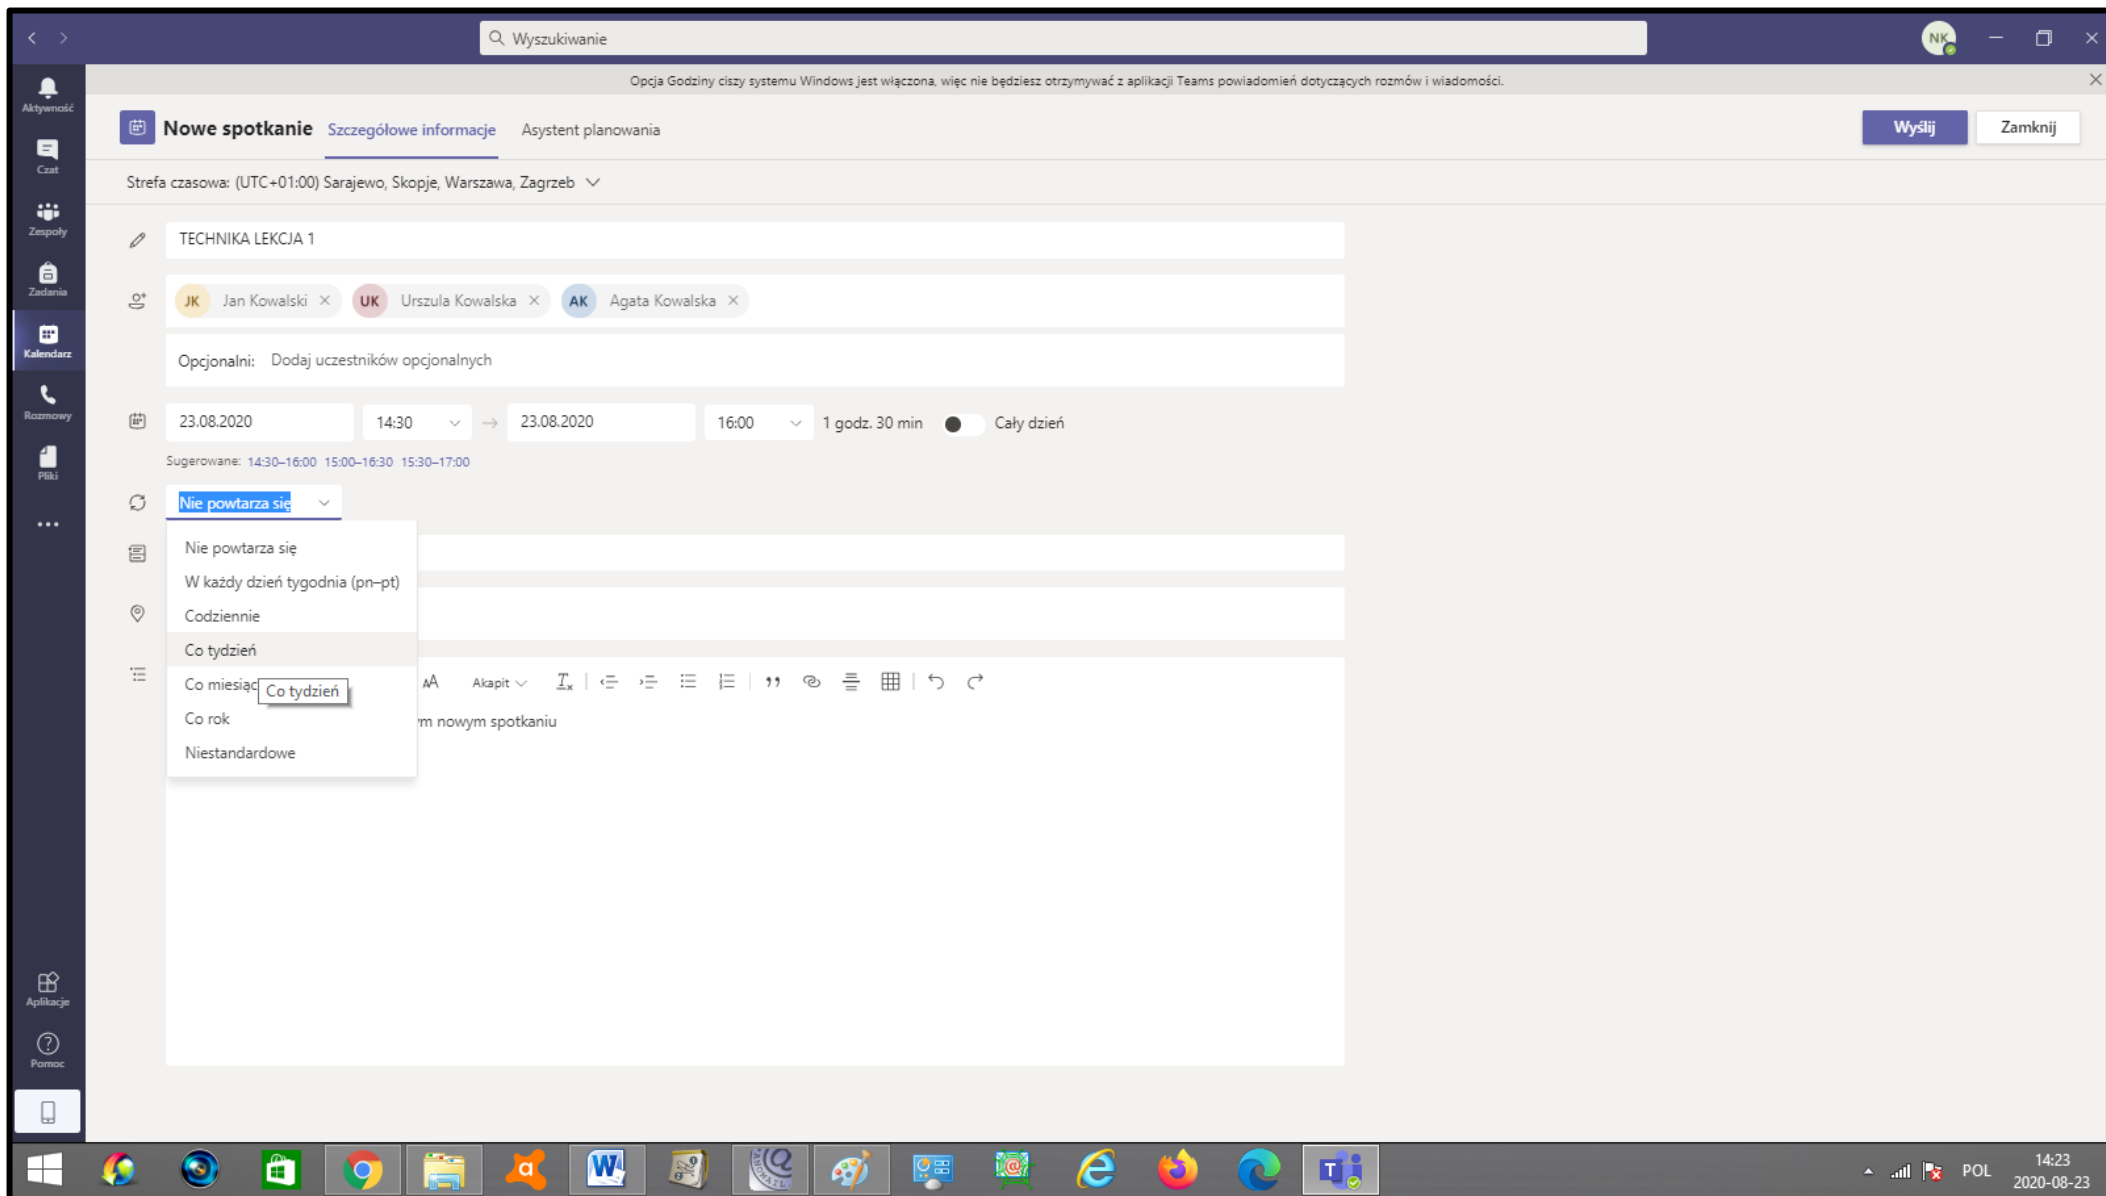 Wyszukiwanie
NK
Opcja Godziny ciszy systemu Windows jest włączona, więc nie będziesz otrzymywać z aplikacji Teams powiadomień dotyczących rozmów i wiadomości.
Aktywność
Nowe spotkanie Szczegółowe informacje Asystent planowania Wyślij Zamknij
Czat
Strefa czasowa: (UTC+01:00) Sarajewo, Skopje, Warszawa, Zagrzeb
Zespoły
TECHNIKA LEKCJA 1
Zadania
JK Jan Kowalski UK Urszula Kowalska AK Agata Kowalska
Kalendarz
Opcjonalni: Dodaj uczestników opcjonalnych
Rozmowy
23.08.2020 14:30 → 23.08.2020 16:00 1 godz. 30 min Cały dzień
Sugerowane: 14:30–16:00 15:00–16:30 15:30–17:00
Pliki
Nie powtarza się
Nie powtarza się
W każdy dzień tygodnia (pn–pt)
Codziennie
Co tydzień
Co miesiąc Co tydzień
AA Akapit
Co rok
m nowym spotkaniu
Niestandardowe
Aplikacje
Pomoc
POL 14:23
2020-08-23